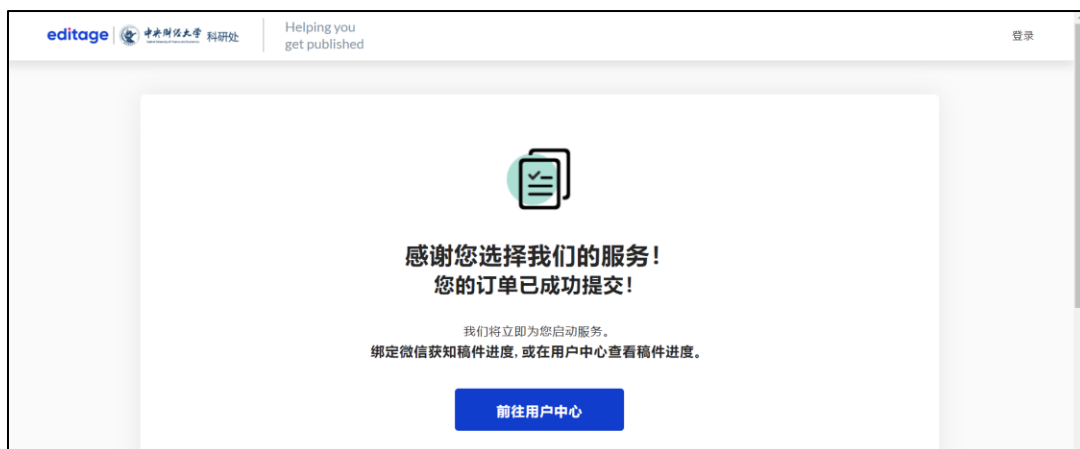 editage 中央财经大学 科研处
Helping you
get published
登录
感谢您选择我们的服务！
您的订单已成功提交！
我们将立即为您启动服务。
绑定微信获知稿件进度, 或在用户中心查看稿件进度。
前往用户中心